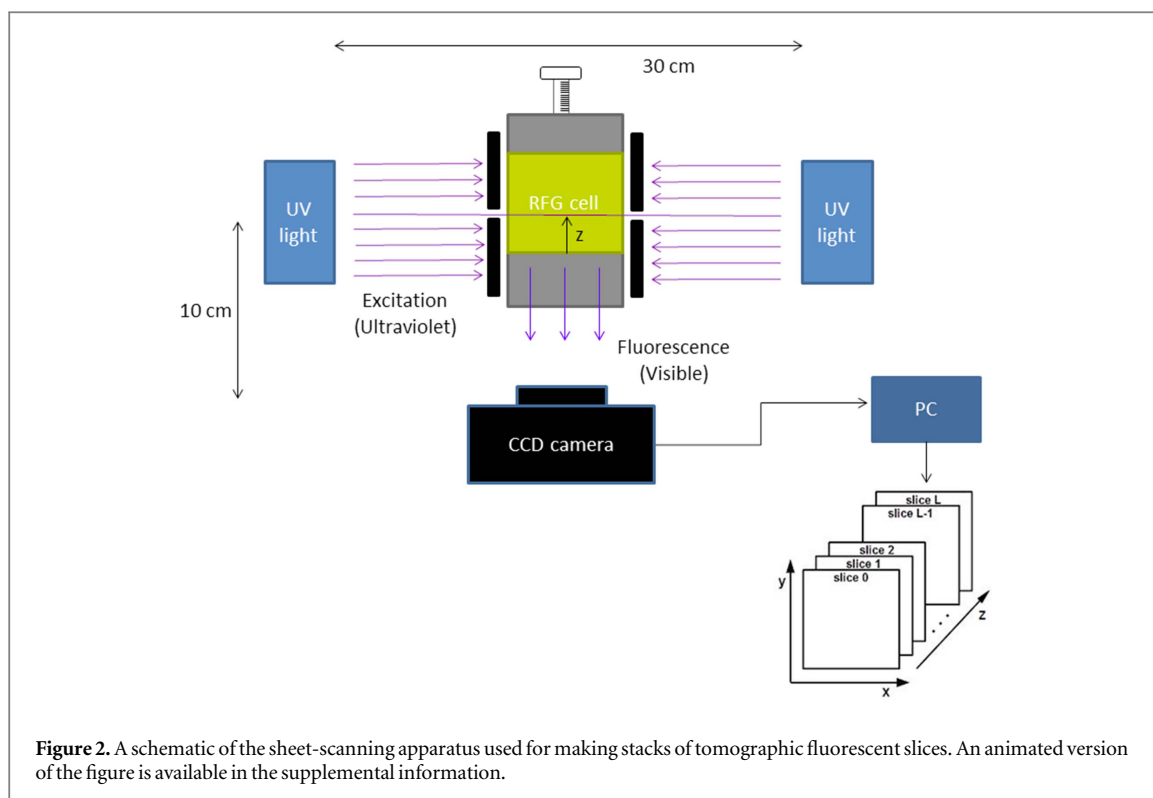 30 cm
UV
light
RFG cell
z
UV
light
10 cm
Excitation
(Ultraviolet)
Fluorescence
(Visible)
CCD camera
PC
slice L
slice L-1
slice 2
slice 1
slice 0
y
z
x
Figure 2. A schematic of the sheet-scanning apparatus used for making stacks of tomographic fluorescent slices. An animated version
of the figure is available in the supplemental information.